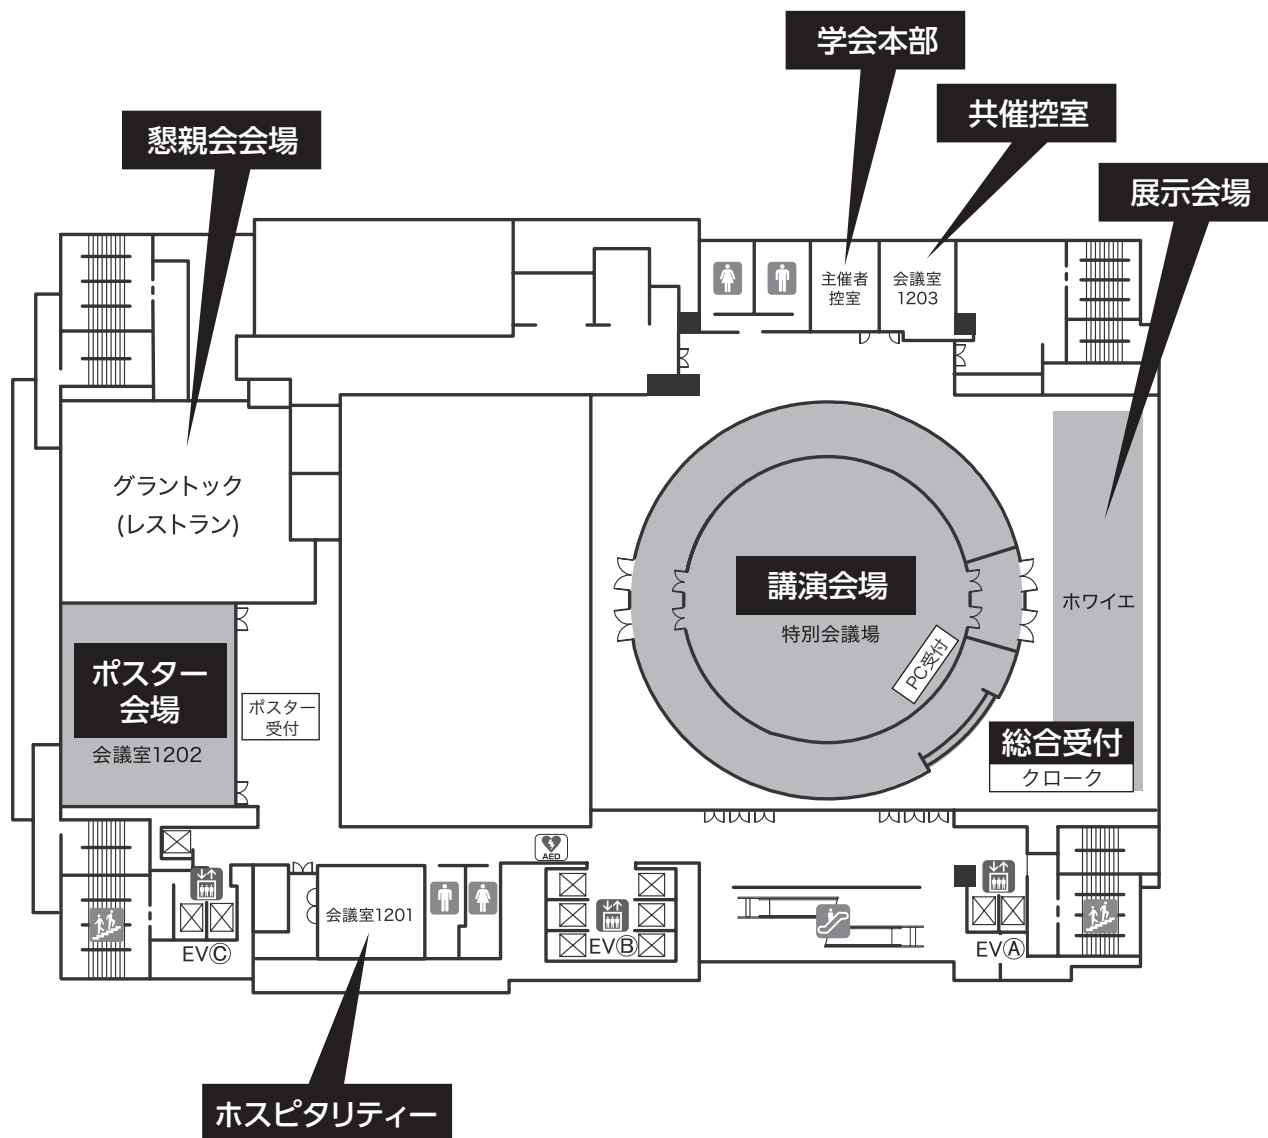 学会本部
共催控室
懇親会会場
展示会場
主催者
控室
会議室
1203
グラントック
(レストラン)
講演会場
特別会議場
ホワイエ
PC受付
ポスター
会場
会議室1202
ポスター
受付
総合受付
クローク
AED
会議室1201
EVⒸ
EVⒷ
EVⒶ
ホスピタリティー